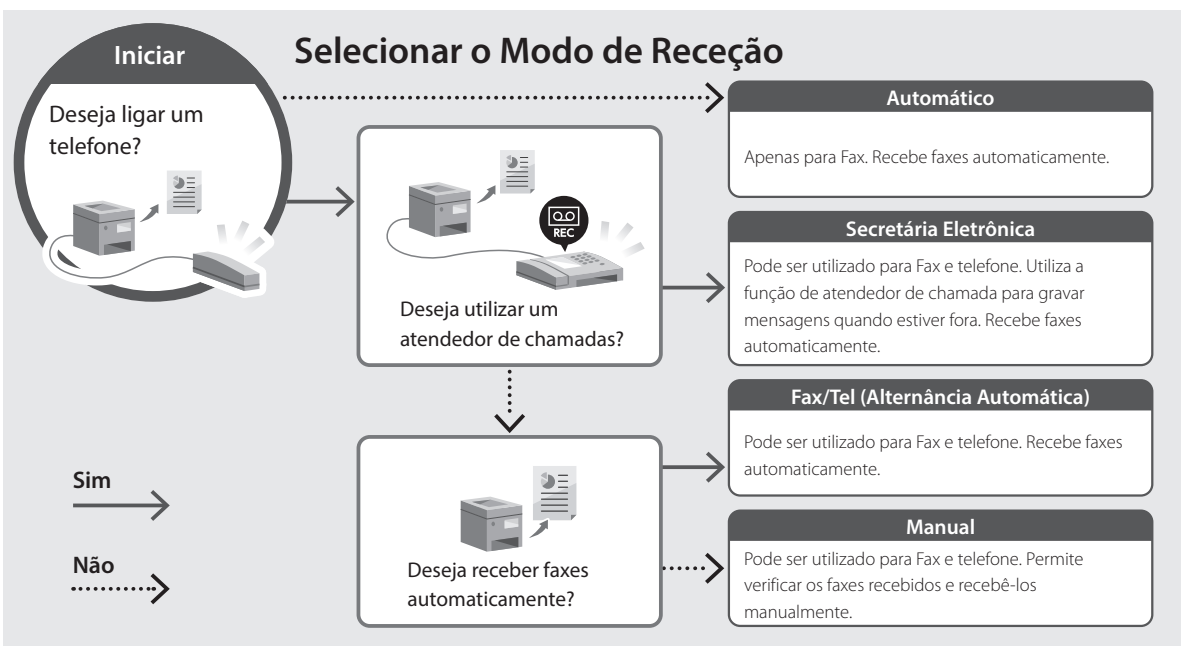 Selecionar o Modo de Receção
Iniciar
Deseja ligar um
telefone?
REC
Deseja utilizar um
atendedor de chamadas?
Deseja receber faxes
automaticamente?
Automático
Apenas para Fax. Recebe faxes automaticamente.
Secretária Eletrônica
Pode ser utilizado para Fax e telefone. Utiliza a
função de atendedor de chamada para gravar
mensagens quando estiver fora. Recebe faxes
automaticamente.
Fax/Tel (Alternância Automática)
Pode ser utilizado para Fax e telefone. Recebe faxes
automaticamente.
Manual
Pode ser utilizado para Fax e telefone. Permite
verificar os faxes recebidos e recebê-los
manualmente.
Sim
Não